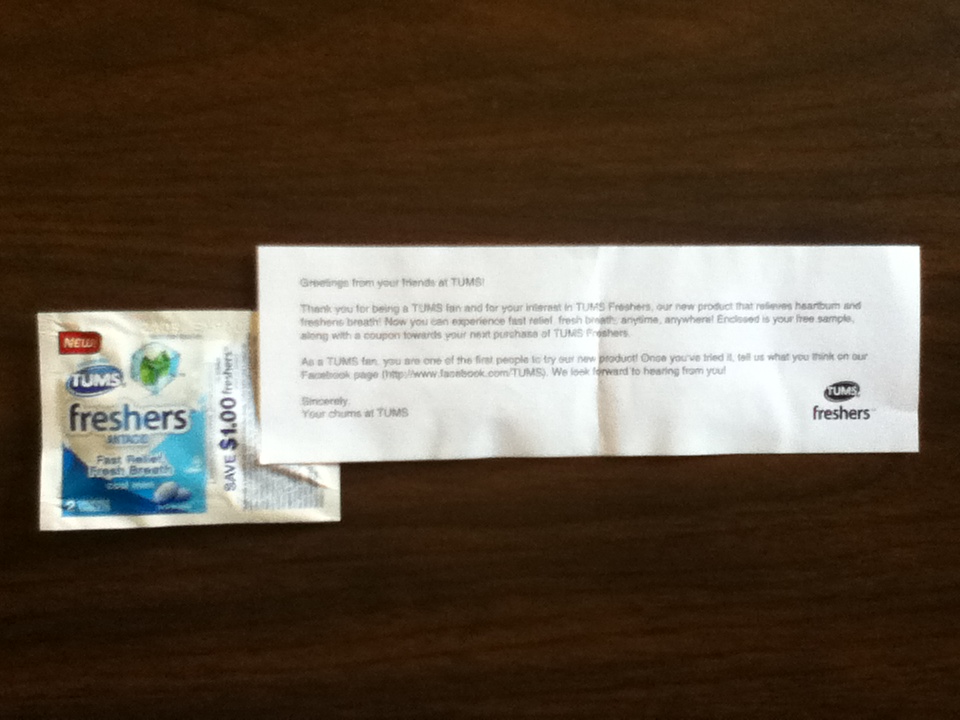 NEW!
TUMS
freshers
ANTACID
Fast Relief
Fresh Breath
cool mint
2
SAVE $1.00
freshers
Greetings from your friends at TUMS!
Thank you for being a TUMS fan and for your interest in TUMS Freshers, our new product that relieves heartburn and
freshens breath! Now you can experience fast relief, fresh breath, anytime, anywhere! Enclosed is your free sample,
along with a coupon towards your next purchase of TUMS Freshers.
As a TUMS fan, you are one of the first people to try our new product! Once you've tried it, tell us what you think on our
Facebook page (http://www.facebook.com/TUMS). We look forward to hearing from you!
Sincerely,
Your chums at TUMS
TUMS
freshers